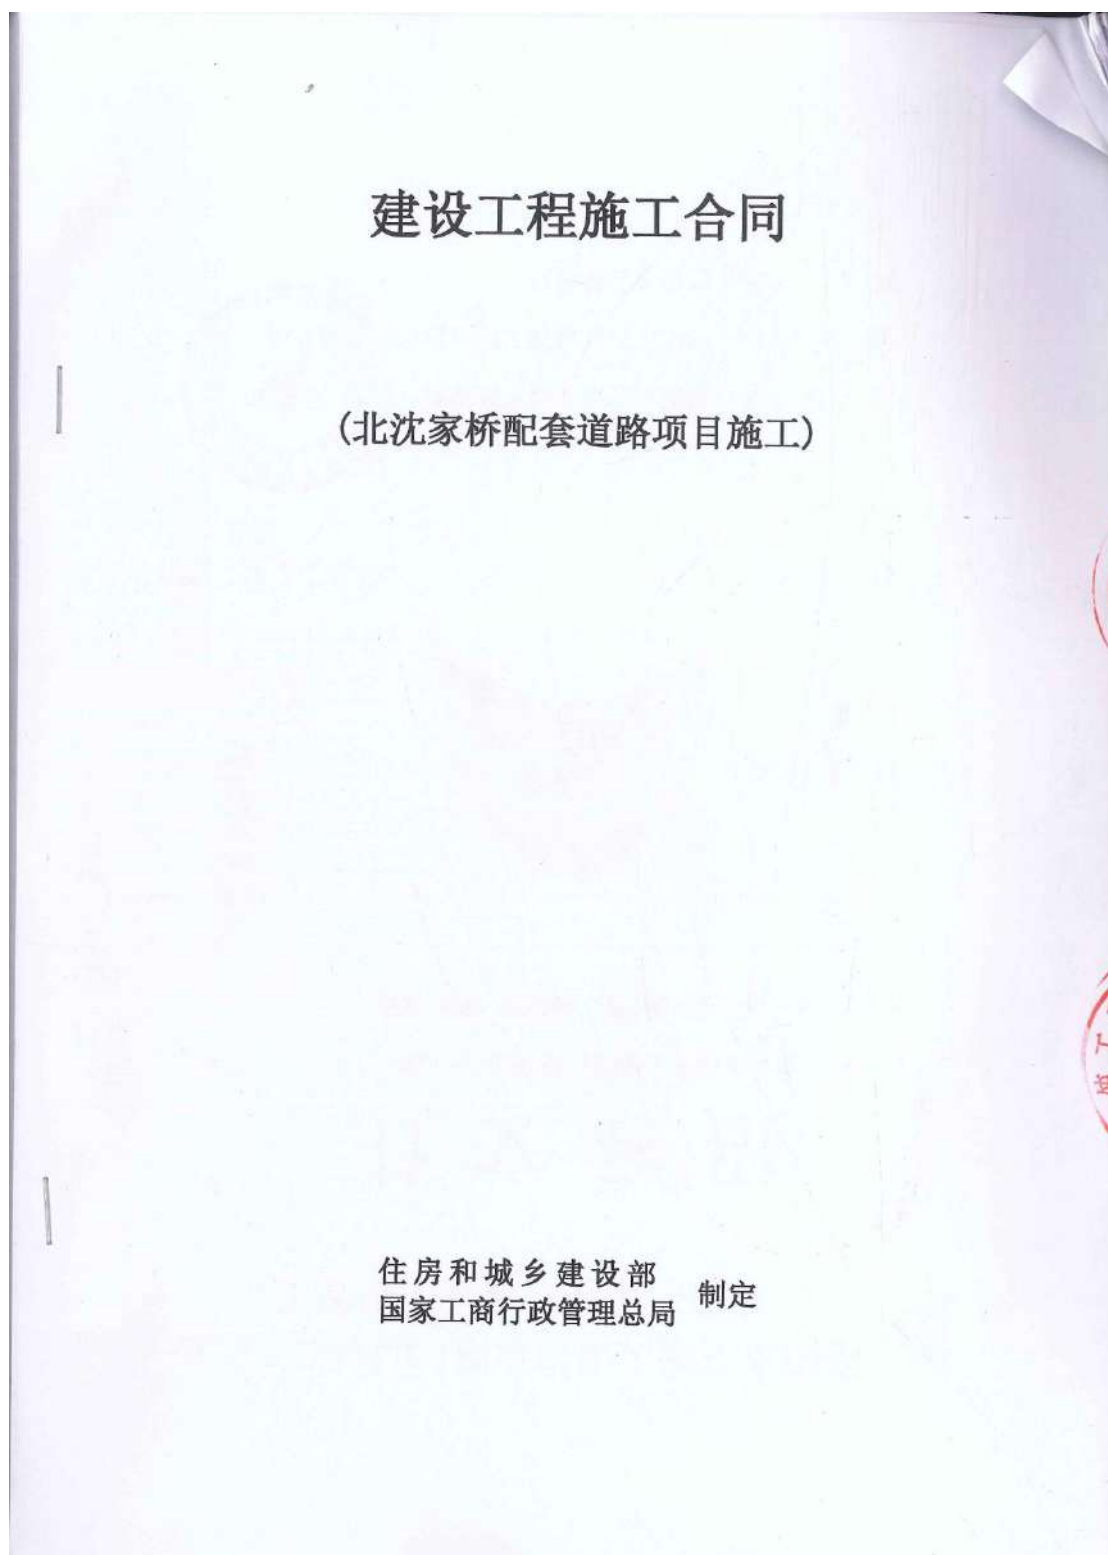 建设工程施工合同
(北沈家桥配套道路项目施工)
住房和城乡建设部
国家工商行政管理总局
制定